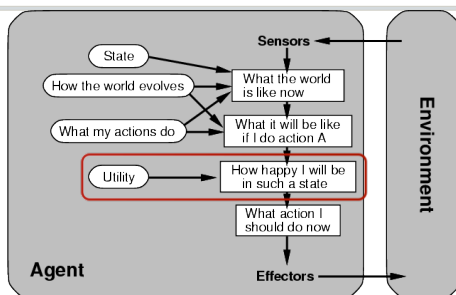 Sensors
State
How the world evolves
What the world
is like now
What my actions do
What it will be like
if I do action A
Utility
How happy I will be
in such a state
What action I
should do now
Agent
Effectors
Environment